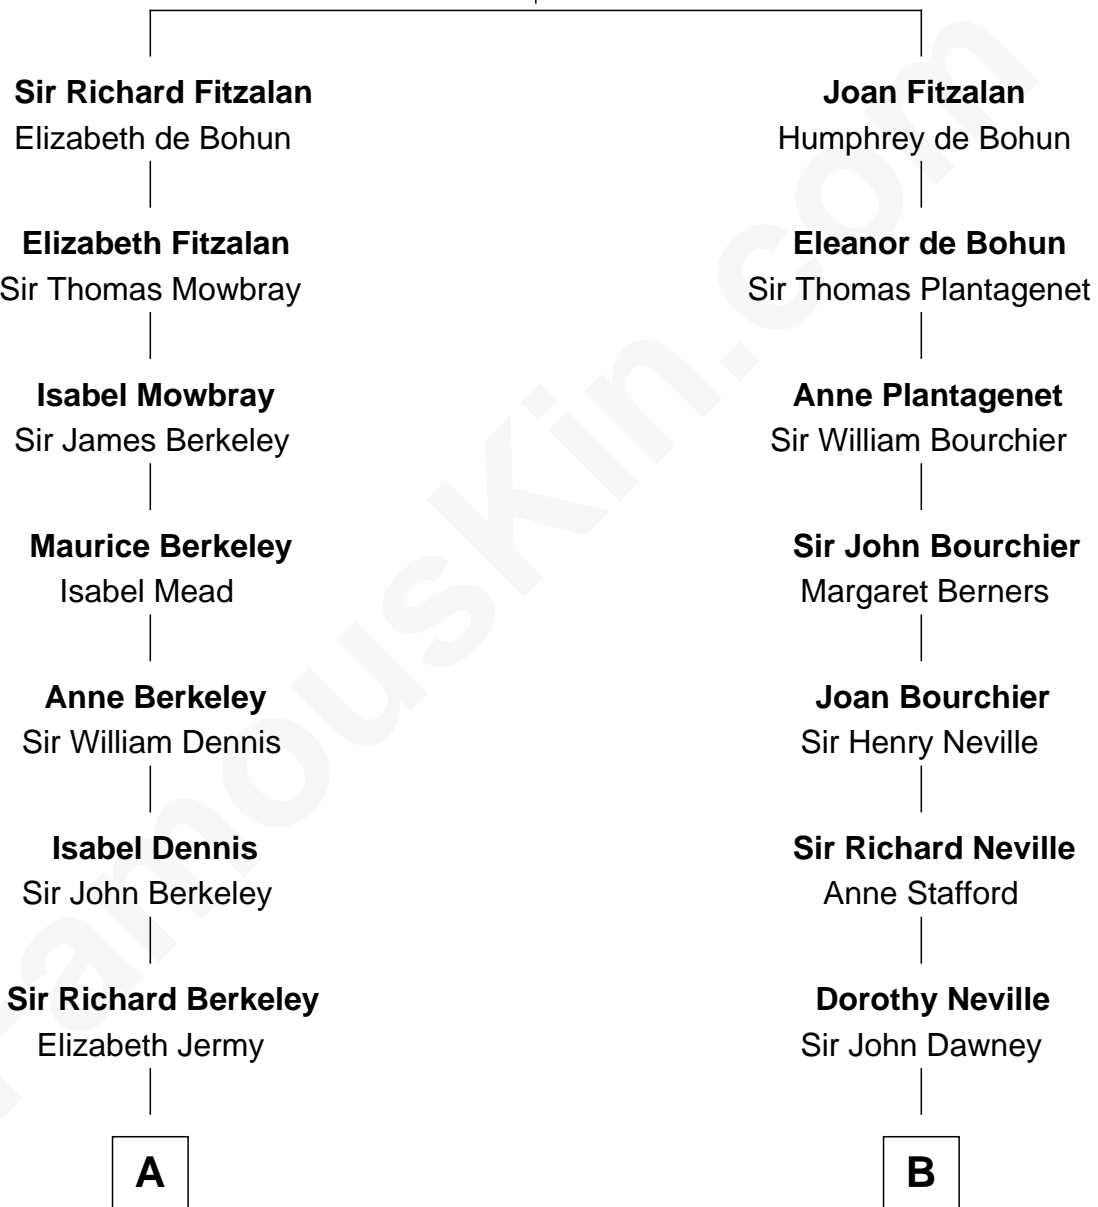 Sir Richard Fitzalan
Elizabeth de Bohun
Elizabeth Fitzalan
Sir Thomas Mowbray
Isabel Mowbray
Sir James Berkeley
Maurice Berkeley
Isabel Mead
Anne Berkeley
Sir William Dennis
Isabel Dennis
Sir John Berkeley
Sir Richard Berkeley
Elizabeth Jermy
A
Joan Fitzalan
Humphrey de Bohun
Eleanor de Bohun
Sir Thomas Plantagenet
Anne Plantagenet
Sir William Bourchier
Sir John Bourchier
Margaret Berners
Joan Bourchier
Sir Henry Neville
Sir Richard Neville
Anne Stafford
Dorothy Neville
Sir John Dawney
B
FamousKin.com